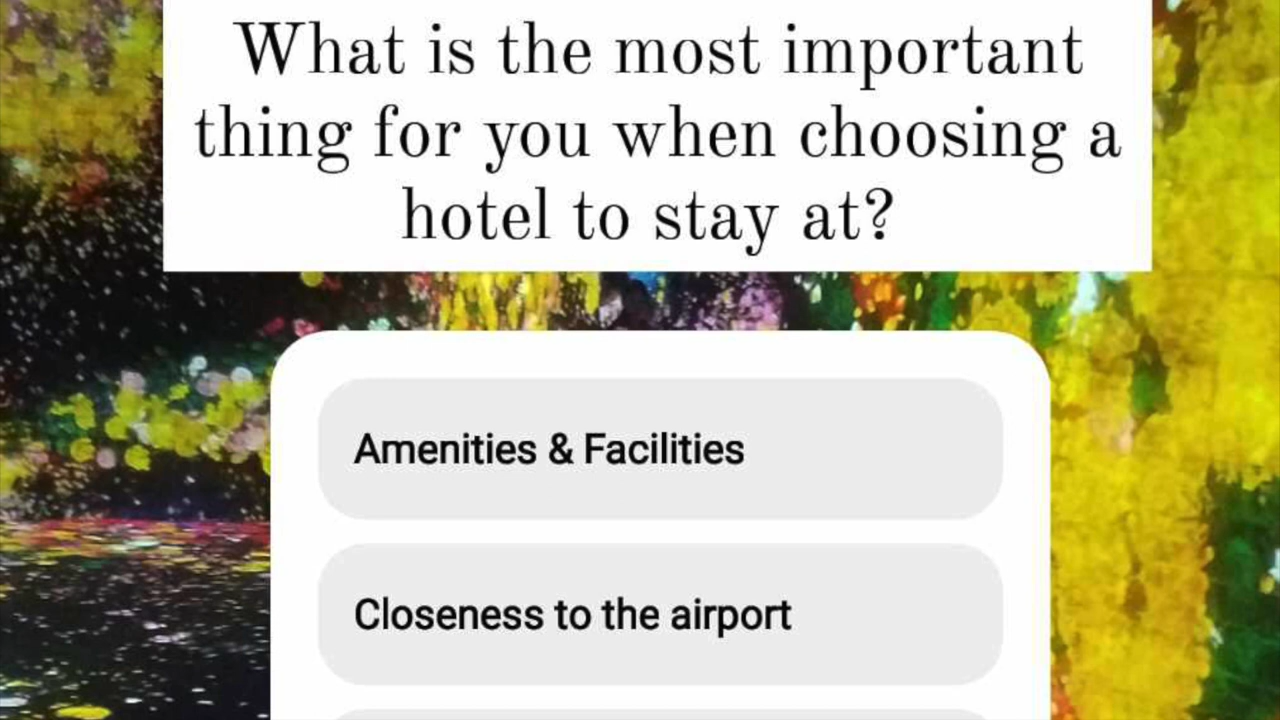 What is the most important
thing for you when choosing a
hotel to stay at?
Amenities & Facilities
Closeness to the airport